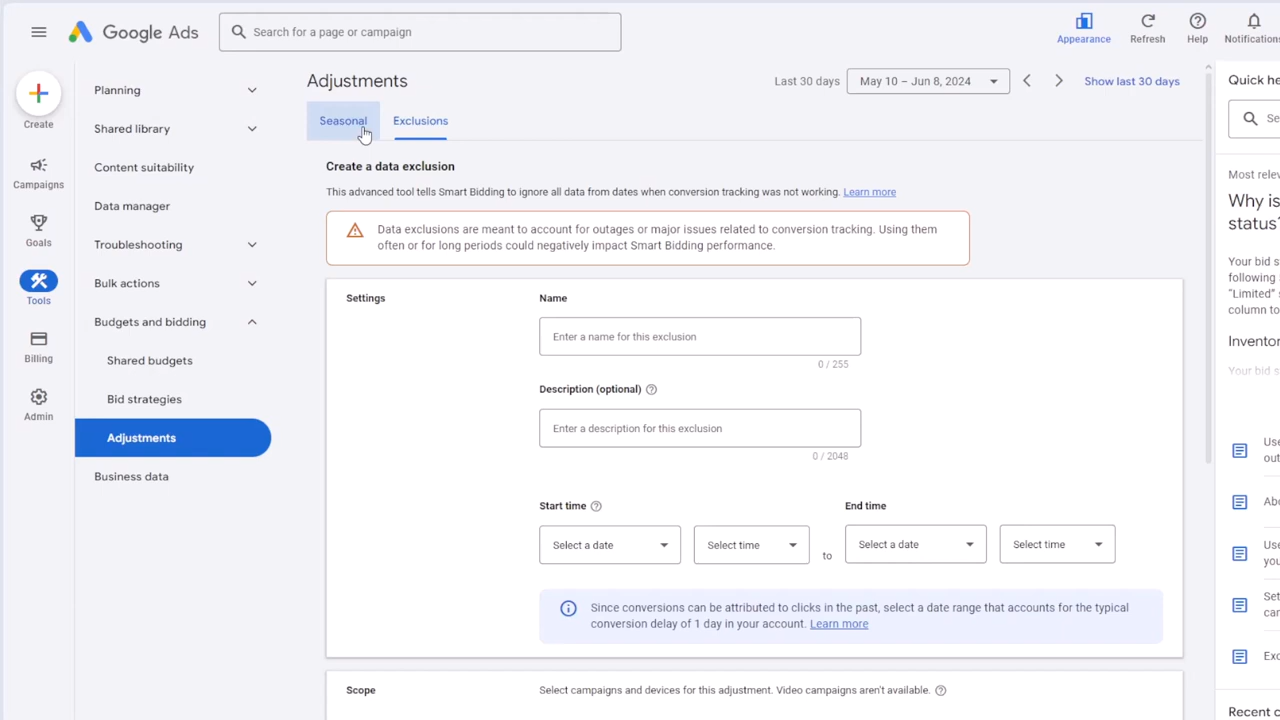 Google Ads
Search for a page or campaign
Appearance
Refresh
Help
Notifications
Create
Campaigns
Goals
Tools
Billing
Admin
Planning
Shared library
Content suitability
Data manager
Troubleshooting
Bulk actions
Budgets and bidding
Shared budgets
Bid strategies
Adjustments
Business data
Adjustments
Last 30 days
May 10 – Jun 8, 2024
Show last 30 days
Seasonal
Exclusions
Create a data exclusion
This advanced tool tells Smart Bidding to ignore all data from dates when conversion tracking was not working. Learn more
Data exclusions are meant to account for outages or major issues related to conversion tracking. Using them
often or for long periods could negatively impact Smart Bidding performance.
Settings
Name
Enter a name for this exclusion
0 / 255
Description (optional)
Enter a description for this exclusion
0 / 2048
Start time
End time
Select a date
Select time
to
Select a date
Select time
Since conversions can be attributed to clicks in the past, select a date range that accounts for the typical
conversion delay of 1 day in your account. Learn more
Scope
Select campaigns and devices for this adjustment. Video campaigns aren't available.
Quick he
Se
Most relev
Why is
status?
Your bid s
following
"Limited"
column to
Inventor
Your bid s
Use
out
Abo
Use
you
Set
can
Exc
Recent c